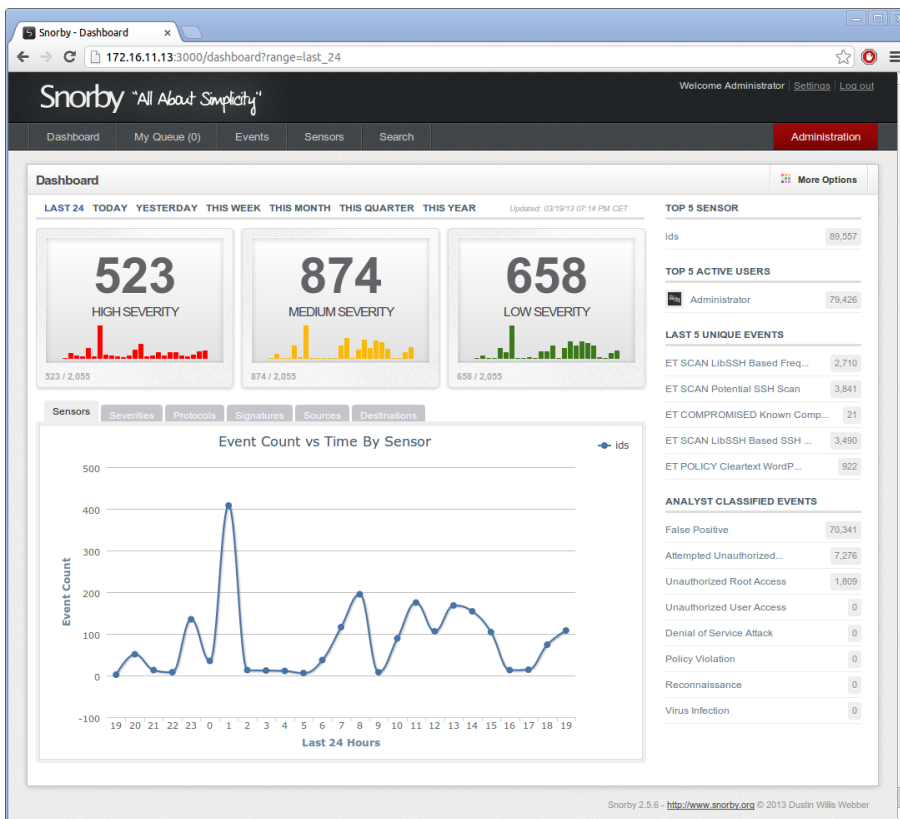 Snorby - Dashboard
172.16.11.13:3000/dashboard?range=last_24
Snorby "All About Simplicity"
Welcome Administrator | Settings | Log out
Dashboard My Queue (0) Events Sensors Search Administration
Dashboard
More Options
LAST 24 TODAY YESTERDAY THIS WEEK THIS MONTH THIS QUARTER THIS YEAR
Updated: 03/19/13 07:14 PM CET
523
HIGH SEVERITY
523 / 2,055
874
MEDIUM SEVERITY
874 / 2,055
658
LOW SEVERITY
658 / 2,055
Sensors Severities Protocols Signatures Sources Destinations
Event Count vs Time By Sensor
ids
500
400
300
200
100
0
-100
Event Count
19 20 21 22 23 0 1 2 3 4 5 6 7 8 9 10 11 12 13 14 15 16 17 18 19
Last 24 Hours
TOP 5 SENSOR
ids 89,557
TOP 5 ACTIVE USERS
Administrator 79,426
LAST 5 UNIQUE EVENTS
ET SCAN LibSSH Based Freq... 2,710
ET SCAN Potential SSH Scan 3,841
ET COMPROMISED Known Comp... 21
ET SCAN LibSSH Based SSH ... 3,490
ET POLICY Cleartext WordP... 922
ANALYST CLASSIFIED EVENTS
False Positive 70,341
Attempted Unauthorized... 7,276
Unauthorized Root Access 1,809
Unauthorized User Access 0
Denial of Service Attack 0
Policy Violation 0
Reconnaissance 0
Virus Infection 0
Snorby 2.5.6 - http://www.snorby.org © 2013 Dustin Willis Webber